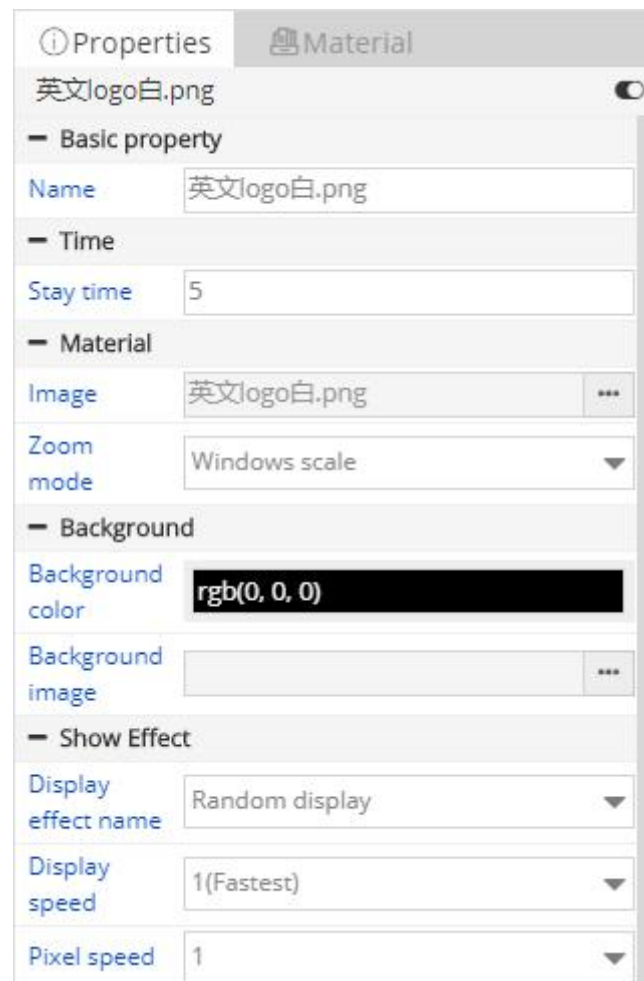 Properties Material
英文logo白.png
Basic property
Name 英文logo白.png
Time
Stay time 5
Material
Image 英文logo白.png ...
Zoom
mode
Windows scale
Background
Background
color
rgb(0, 0, 0)
Background
image
...
Show Effect
Display
effect name
Random display
Display
speed
1(Fastest)
Pixel speed 1